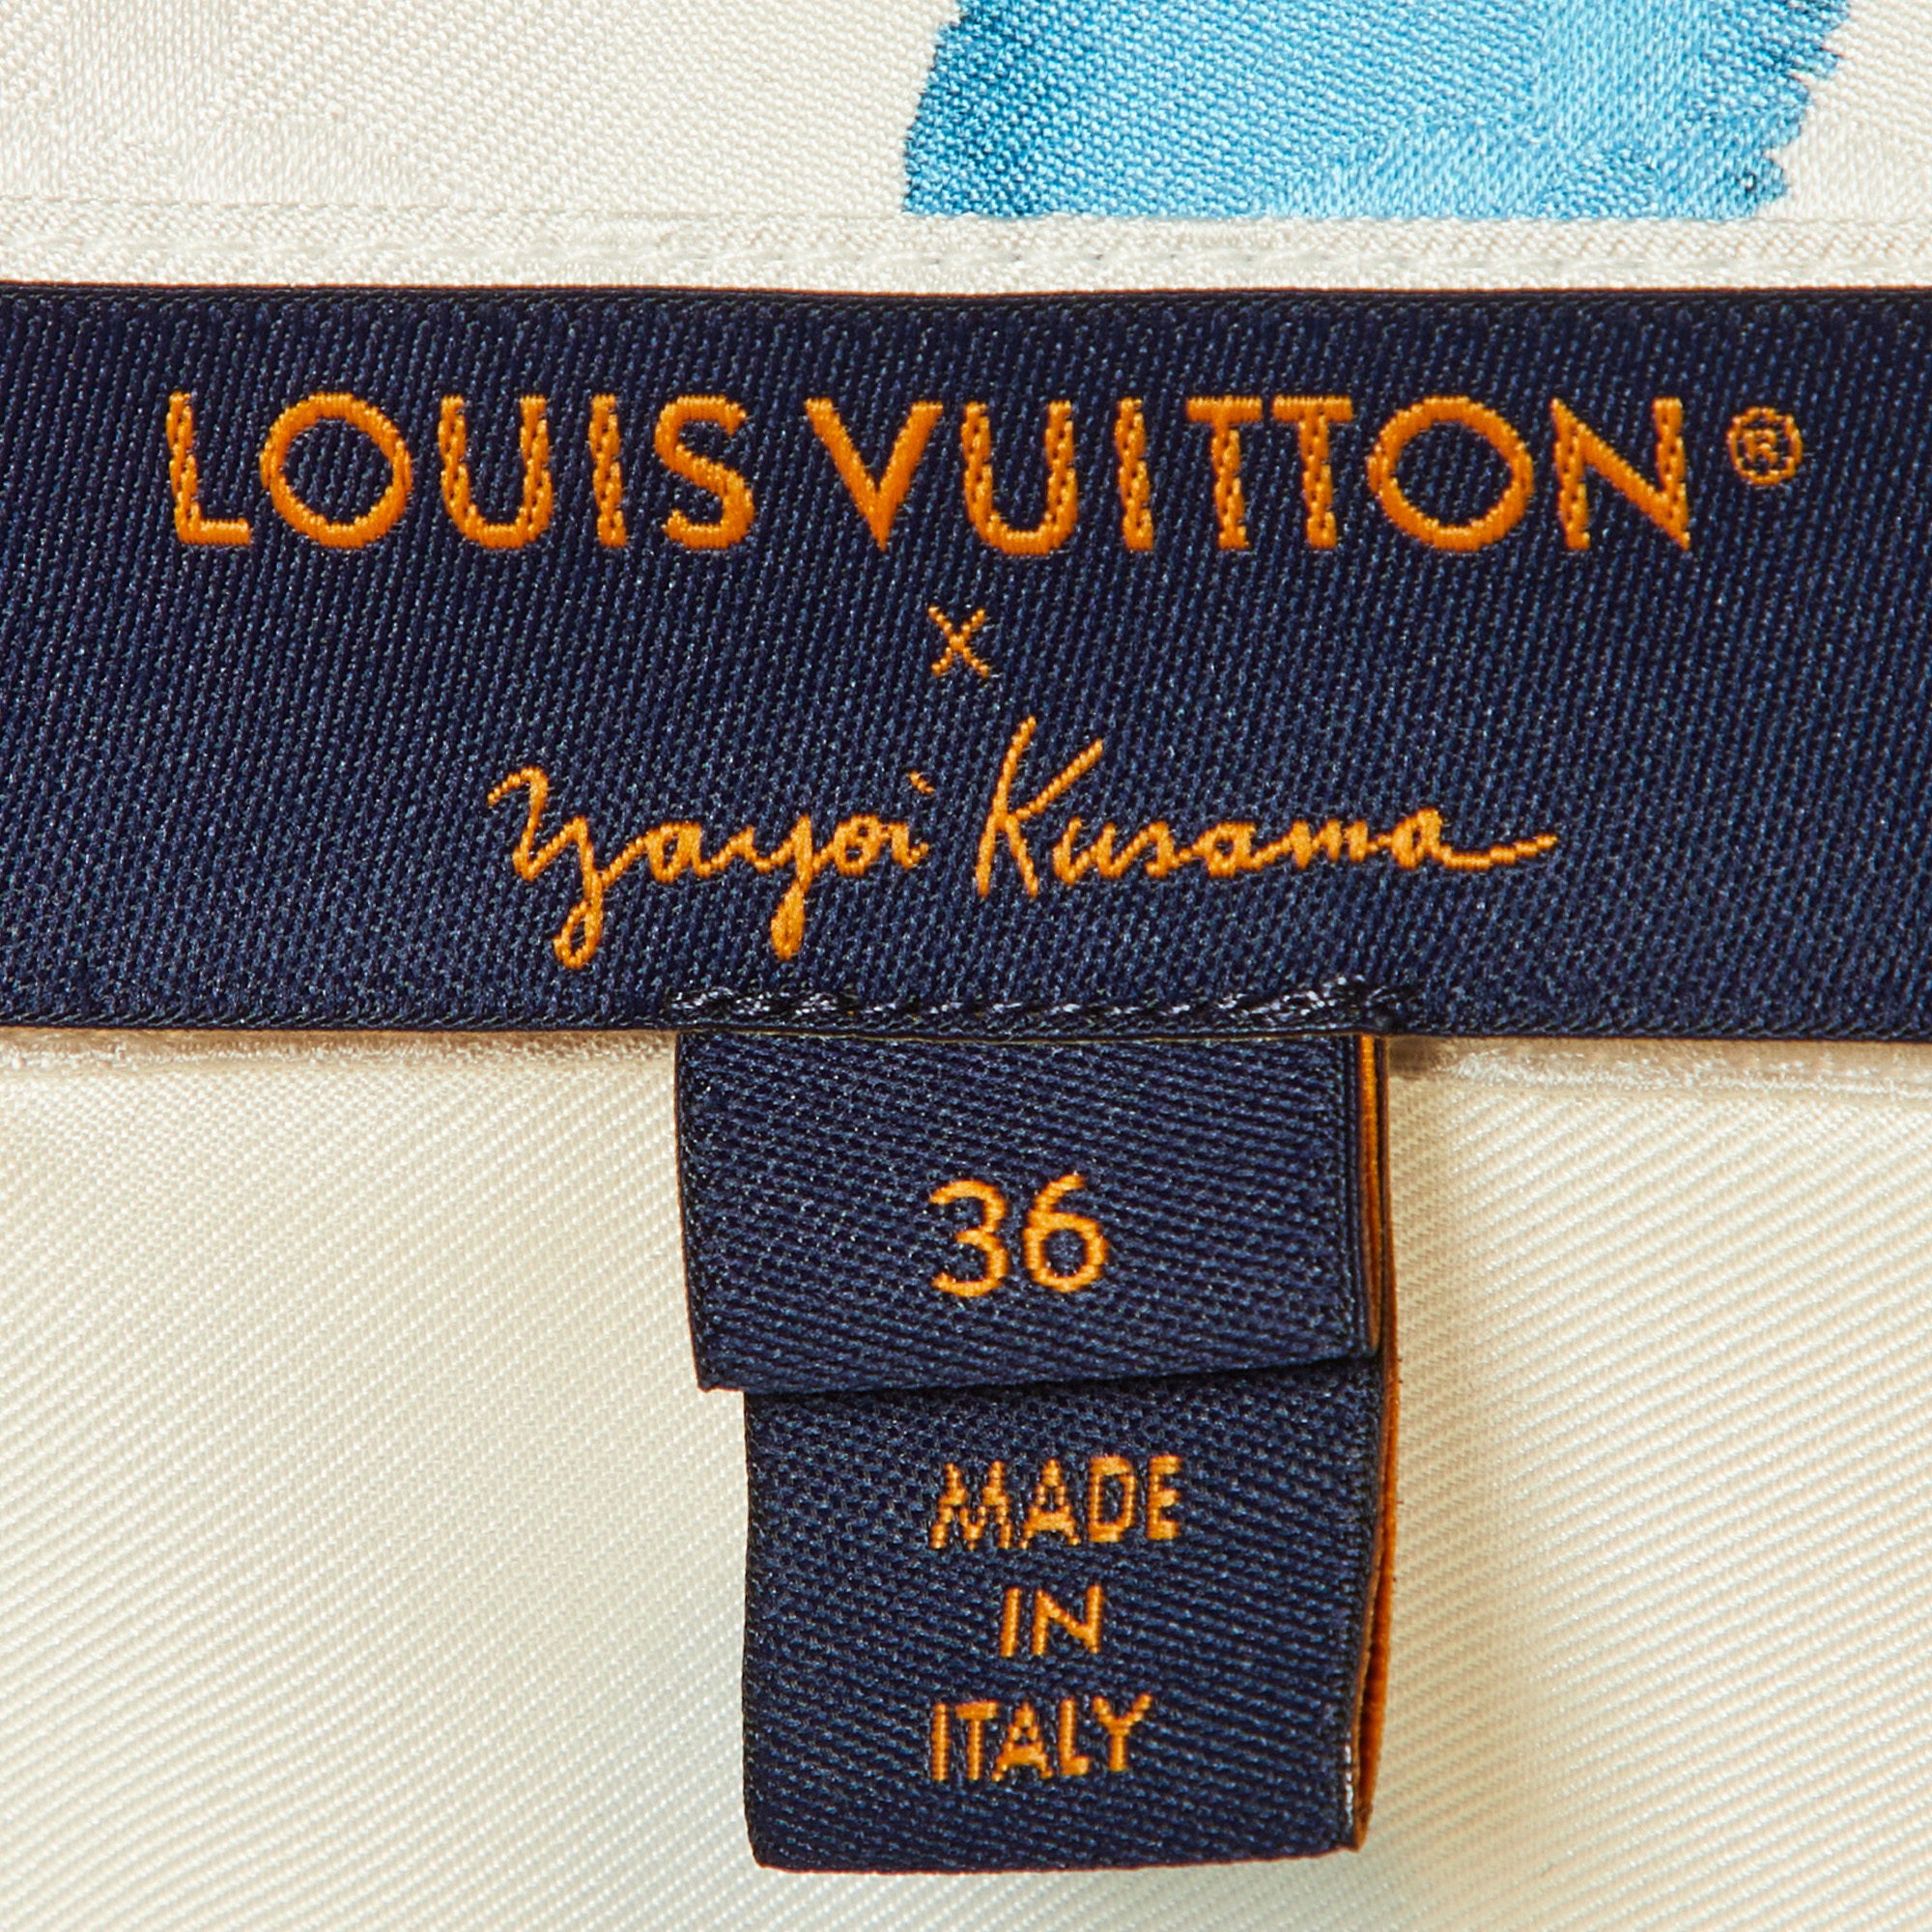 LOUIS VUITTON®
x
Yayoi Kusama
36
MADE
IN
ITALY